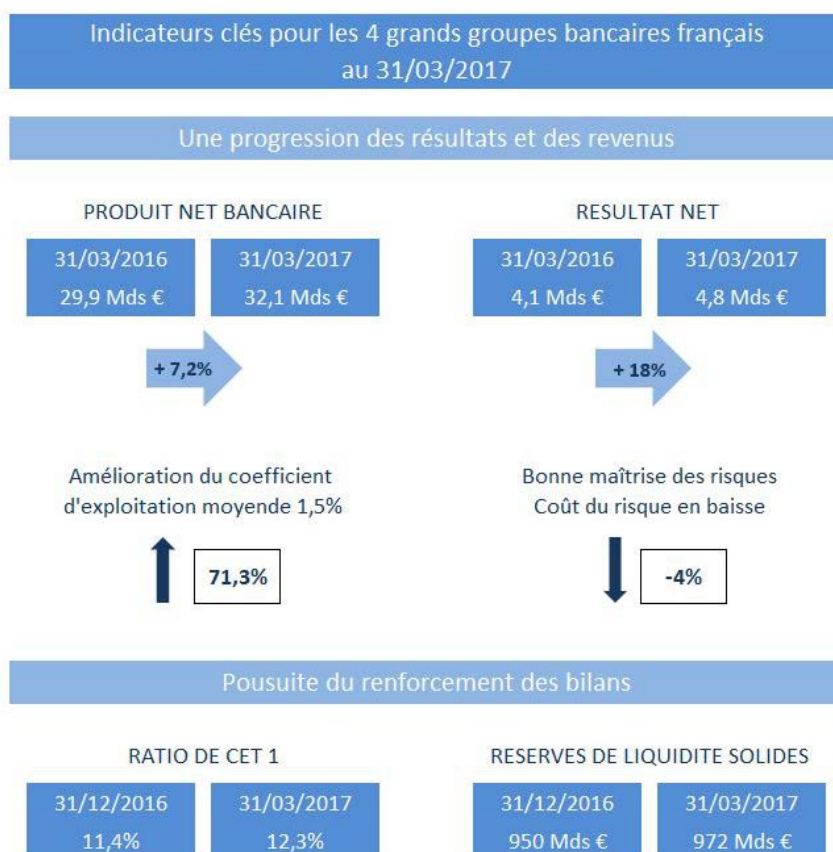 Indicateurs clés pour les 4 grands groupes bancaires français
au 31/03/2017
Une progression des résultats et des revenus
PRODUIT NET BANCAIRE
31/03/2016
29,9 Mds €
31/03/2017
32,1 Mds €
+ 7,2%
RESULTAT NET
31/03/2016
4,1 Mds €
31/03/2017
4,8 Mds €
+ 18%
Amélioration du coefficient
d'exploitation moyende 1,5%
71,3%
Bonne maîtrise des risques
Coût du risque en baisse
-4%
Pousuite du renforcement des bilans
RATIO DE CET 1
31/12/2016
11,4%
31/03/2017
12,3%
RESERVES DE LIQUIDITE SOLIDES
31/12/2016
950 Mds €
31/03/2017
972 Mds €